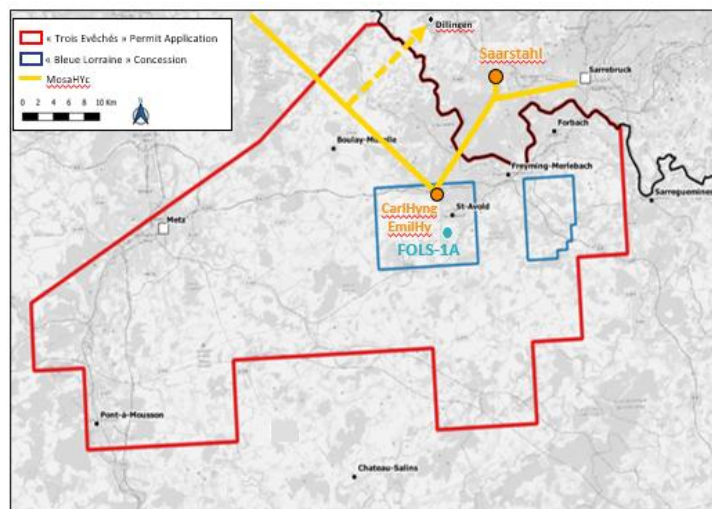 « Trois Evêchés » Permit Application
« Bleue Lorraine » Concession
MosaHYc
0 2 4 6 8 10 Km
Dillingen
Saarstahl
Sarrebruck
Forbach
Boulay-Moselle
Freyming-Merlebach
Sarreguemines
CarlHyng
St-Avold
EmilHy
FOLS-1A
Metz
Pont-à-Mousson
Chateau-Salins